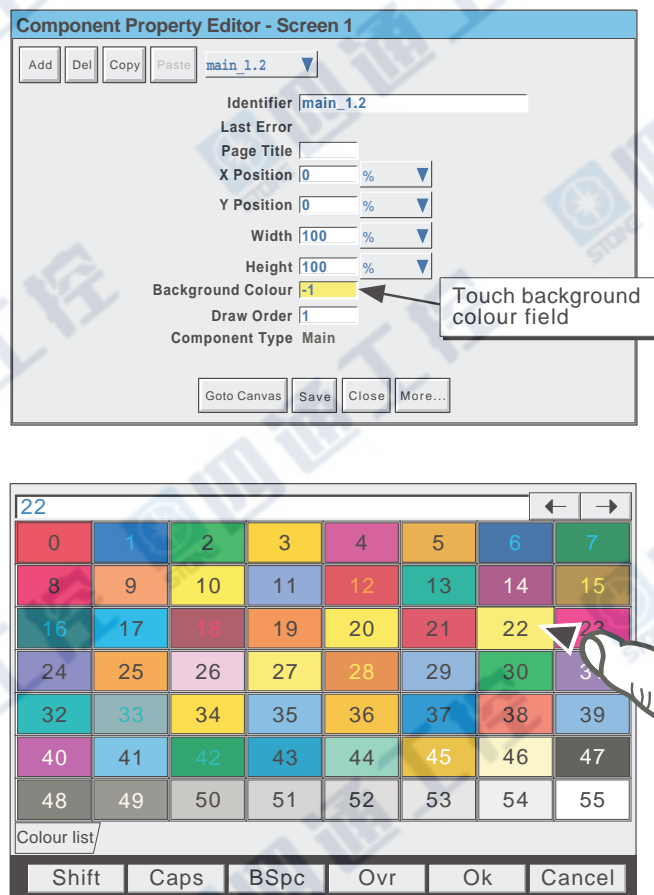 Component Property Editor - Screen 1
Add Del Copy Paste main_1.2
Identifier main_1.2
Last Error
Page Title
X Position 0 %
Y Position 0 %
Width 100 %
Height 100 %
Background Colour -1
Touch background
colour field
Draw Order 1
Component Type Main
Goto Canvas Save Close More...
22
0 1 2 3 4 5 6 7
8 9 10 11 12 13 14 15
16 17 18 19 20 21 22 23
24 25 26 27 28 29 30
32 33 34 35 36 37 38 39
40 41 42 43 44 45 46 47
48 49 50 51 52 53 54 55
Colour list
Shift Caps BSpc Ovr Ok Cancel
STONG